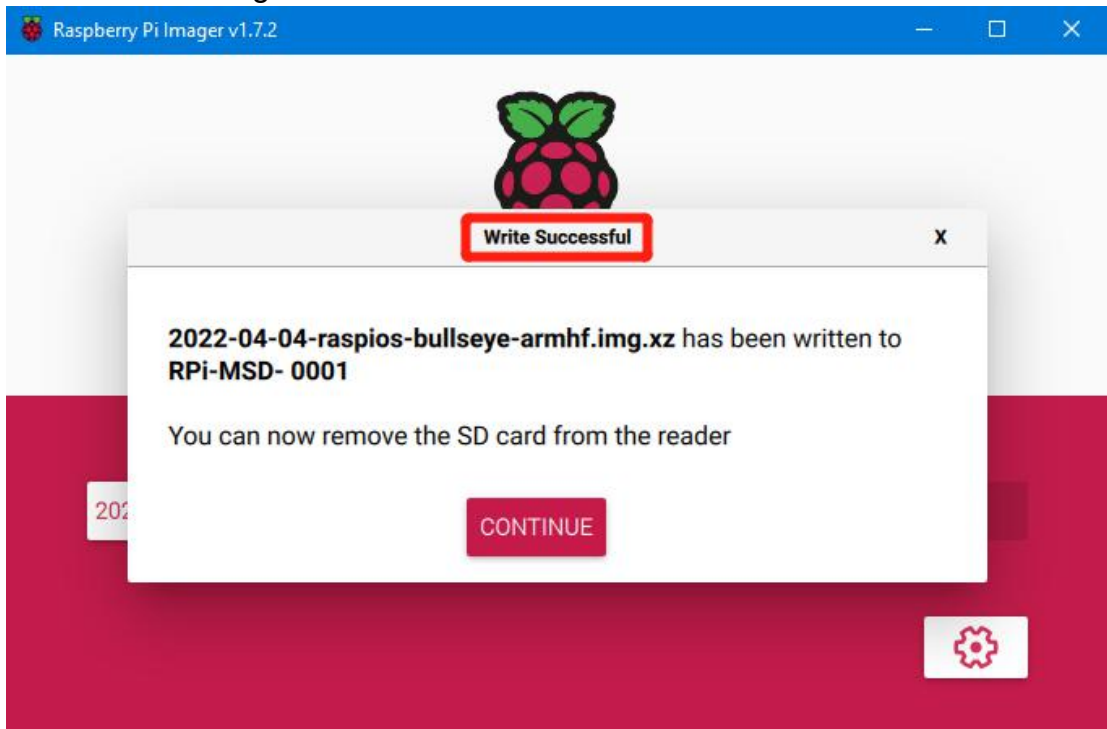 Raspberry Pi Imager v1.7.2
Write Successful
X
2022-04-04-raspios-bullseye-armhf.img.xz has been written to
RPi-MSD- 0001
You can now remove the SD card from the reader
202
CONTINUE